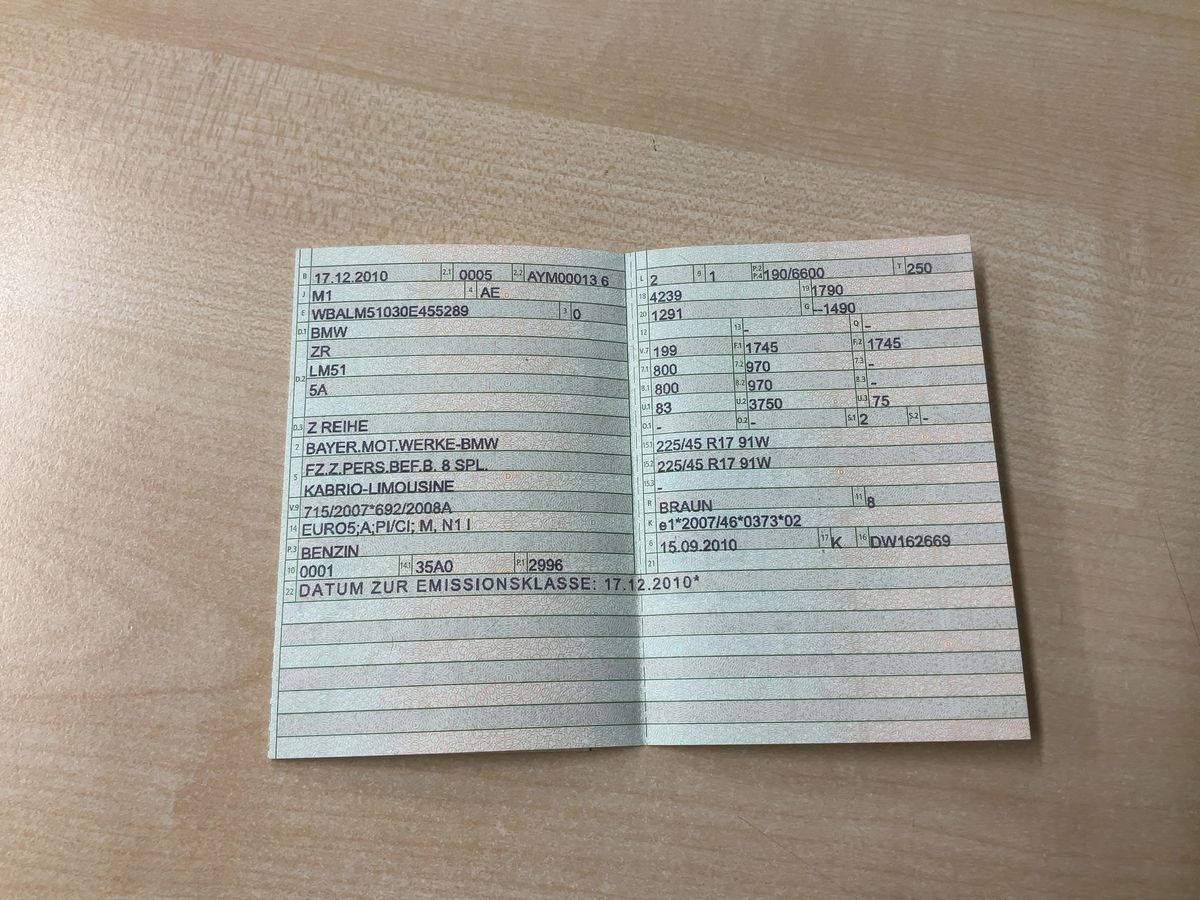 B 17.12.2010 2.1 0005 2.2 AYM00013 6
J M1 4 AE
E WBALM51030E455289 3 0
D.1 BMW
ZR
D.2 LM51
5A
D.3 Z REIHE
2 BAYER.MOT.WERKE-BMW
5 FZ.Z.PERS.BEF.B. 8 SPL.
KABRIO-LIMOUSINE
V.9 715/2007*692/2008A
14 EURO5;A;PI/CI; M, N1 I
P.3 BENZIN
10 0001 14.1 35A0 P.1 2996
22 DATUM ZUR EMISSIONSKLASSE: 17.12.2010*
L 2 9 1 P.2 P.4 190/6600 T 250
18 4239 19 1790
20 1291 G --1490
12 13 - Q -
V.7 199 F.1 1745 F.2 1745
7.1 800 7.2 970 7.3 -
8.1 800 8.2 970 8.3 -
U.1 83 U.2 3750 U.3 75
O.1 - O.2 - S.1 2 S.2 -
15.1 225/45 R17 91W
15.2 225/45 R17 91W
15.3 -
R BRAUN 11 8
K e1*2007/46*0373*02
6 15.09.2010 17 K 16 DW162669
21